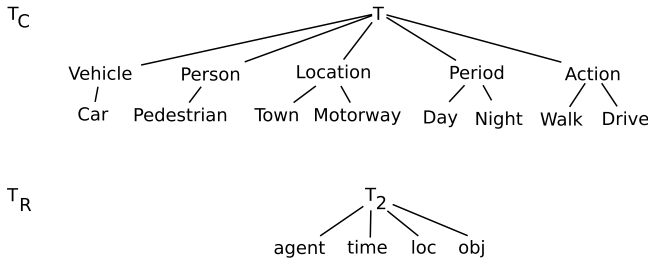 T_C T
Vehicle Person Location Period Action
Car Pedestrian Town Motorway Day Night Walk Drive
T_R T_2
agent time loc obj